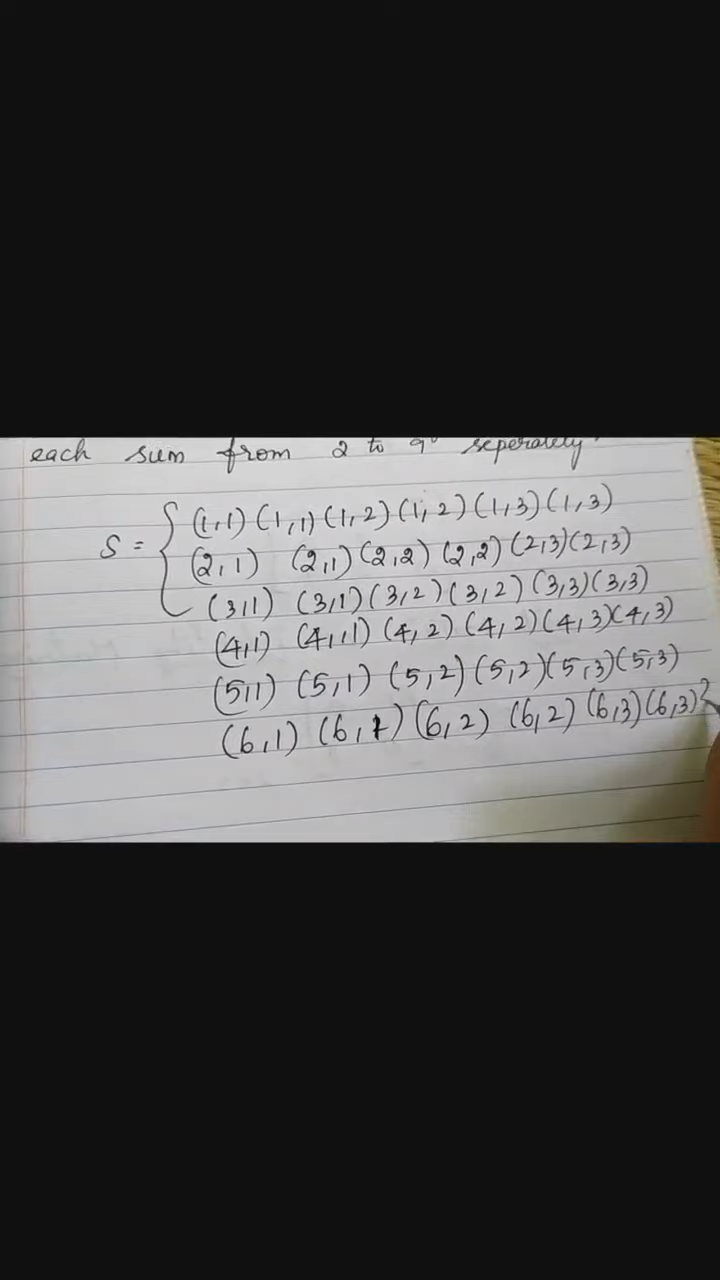 each sum from 2 to 9 seperately
S = { (1,1) (1,1) (1,2) (1,2) (1,3) (1,3)
(2,1) (2,1) (2,2) (2,2) (2,3) (2,3)
(3,1) (3,1) (3,2) (3,2) (3,3) (3,3)
(4,1) (4,1) (4,2) (4,2) (4,3) (4,3)
(5,1) (5,1) (5,2) (5,2) (5,3) (5,3)
(6,1) (6,1) (6,2) (6,2) (6,3) (6,3) }